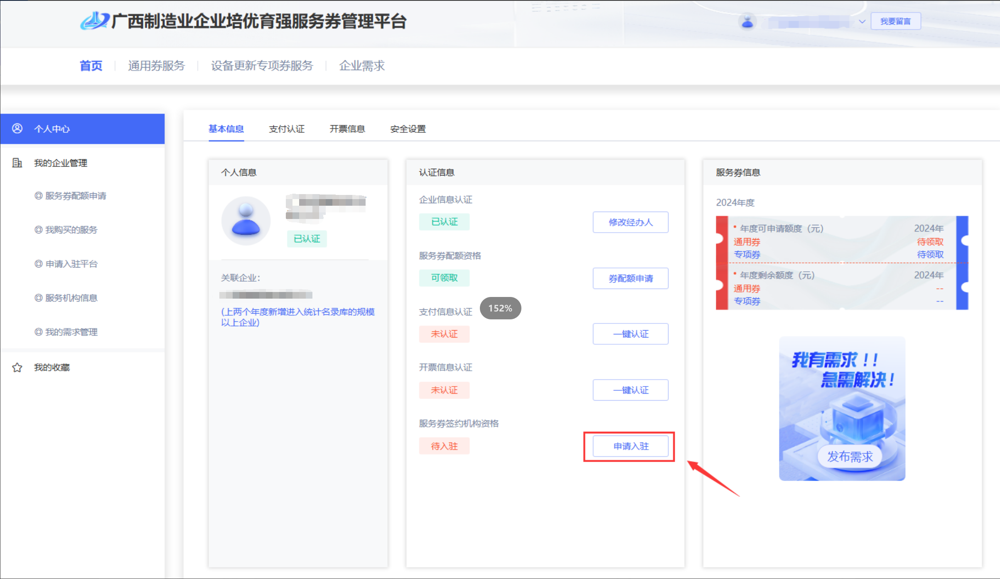 广西制造业企业培优育强服务券管理平台
我要留言
首页
通用券服务
设备更新专项券服务
企业需求
个人中心
我的企业管理
服务券配额申请
我购买的服务
申请入驻平台
服务机构信息
我的需求管理
我的收藏
基本信息
支付认证
开票信息
安全设置
个人信息
已认证
关联企业：
(上两个年度新增进入统计名录库的规模
以上企业)
认证信息
企业信息认证
已认证
修改经办人
服务券配额资格
可领取
券配额申请
支付信息认证
152%
未认证
一键认证
开票信息认证
未认证
一键认证
服务券签约机构资格
待入驻
申请入驻
服务券信息
2024年度
年度可申请额度（元） 2024年
通用券 待领取
专项券 待领取
年度剩余额度（元） 2024年
通用券 --
专项券 --
我有需求！！
急需解决！
发布需求